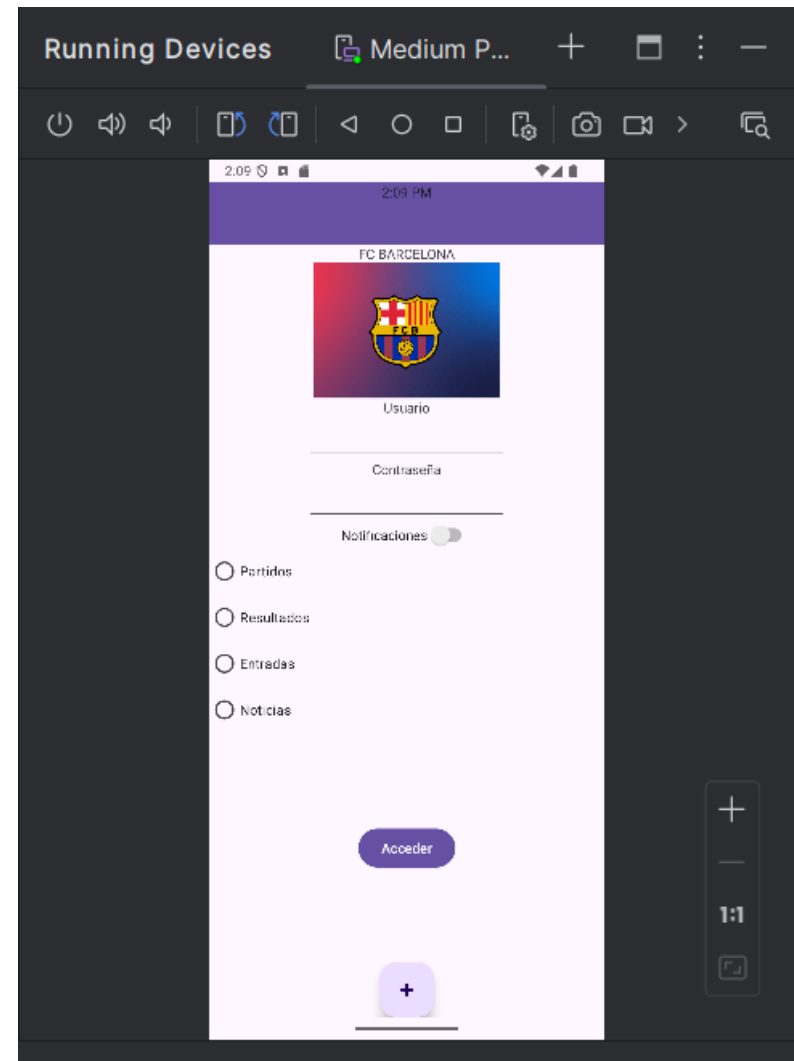 Running Devices Medium P...
2:09
2:09 PM
FC BARCELONA
FCB
Usuario
Contraseña
Notificaciones
Partidos
Resultados
Entradas
Noticias
Acceder
+
1:1